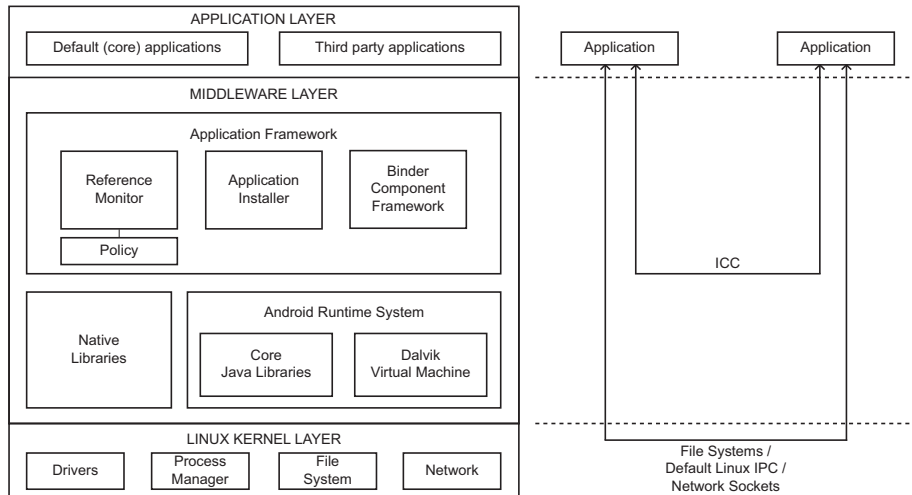 APPLICATION LAYER
Default (core) applications
Third party applications
Application
Application
MIDDLEWARE LAYER
Application Framework
Reference
Monitor
Application
Installer
Binder
Component
Framework
Policy
ICC
Native
Libraries
Android Runtime System
Core
Java Libraries
Dalvik
Virtual Machine
LINUX KERNEL LAYER
Drivers
Process
Manager
File
System
Network
File Systems /
Default Linux IPC /
Network Sockets